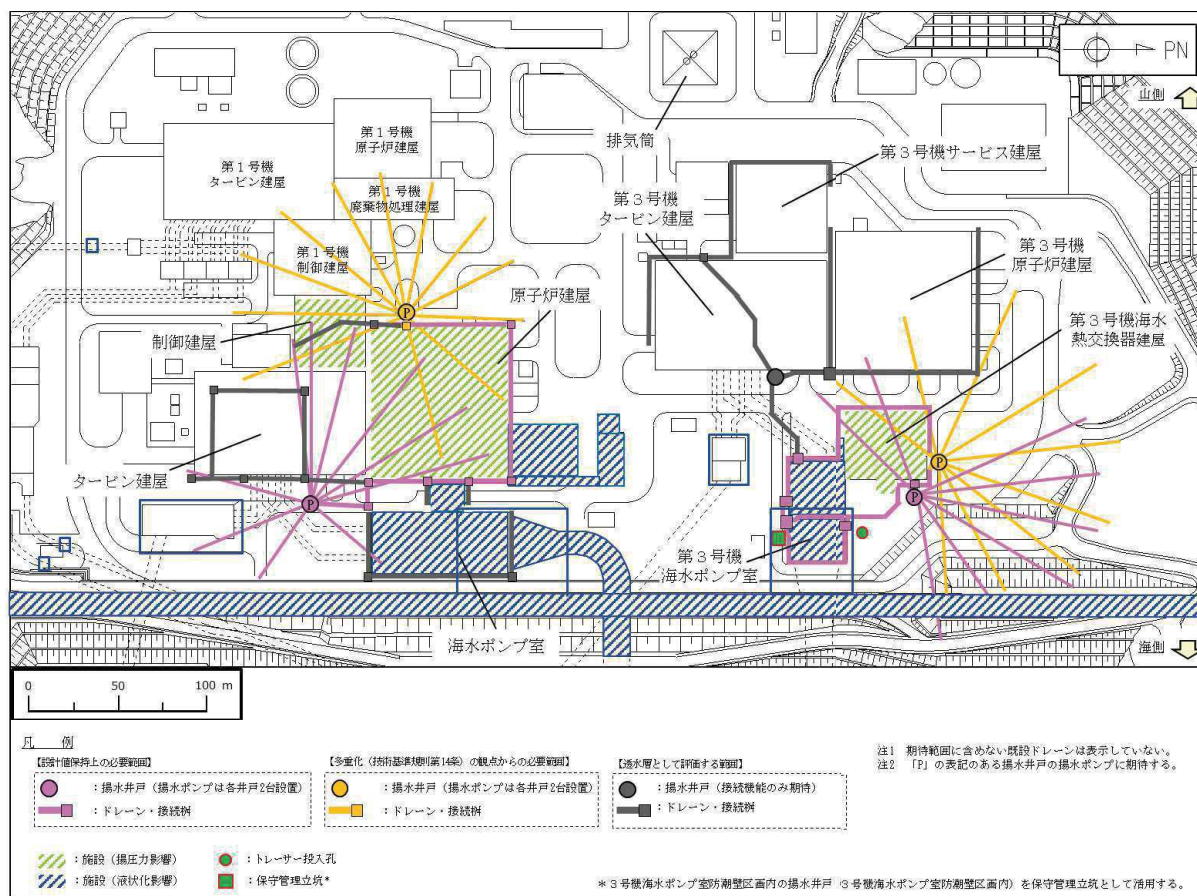 PN
山側
排気筒
第1号機
原子炉建屋
第1号機
タービン建屋
第1号機
廃棄物処理建屋
第1号機
制御建屋
第3号機サービス建屋
第3号機
タービン建屋
第3号機
原子炉建屋
原子炉建屋
制御建屋
第3号機海水
熱交換器建屋
P
P
P
P
タービン建屋
第3号機
海水ポンプ室
海水ポンプ室
海側
0 50 100 m
凡 例
【設計値保持上の必要範囲】
:揚水井戸(揚水ポンプは各井戸2台設置)
:ドレーン・接続桝
【多重化(技術基準規則第14条)の観点からの必要範囲】
:揚水井戸(揚水ポンプは各井戸2台設置)
:ドレーン・接続桝
【透水層として評価する範囲】
:揚水井戸(接続機能のみ期待)
:ドレーン・接続桝
注1 期待範囲に含めない既設ドレーンは表示していない。
注2 「P」の表記のある揚水井戸の揚水ポンプに期待する。
:施設(揚圧力影響)
:施設(液状化影響)
:トレーサー投入孔
:保守管理立坑*
*3号機海水ポンプ室防潮壁区画内の揚水井戸(3号機海水ポンプ室防潮壁区画内)を保守管理立坑として活用する。